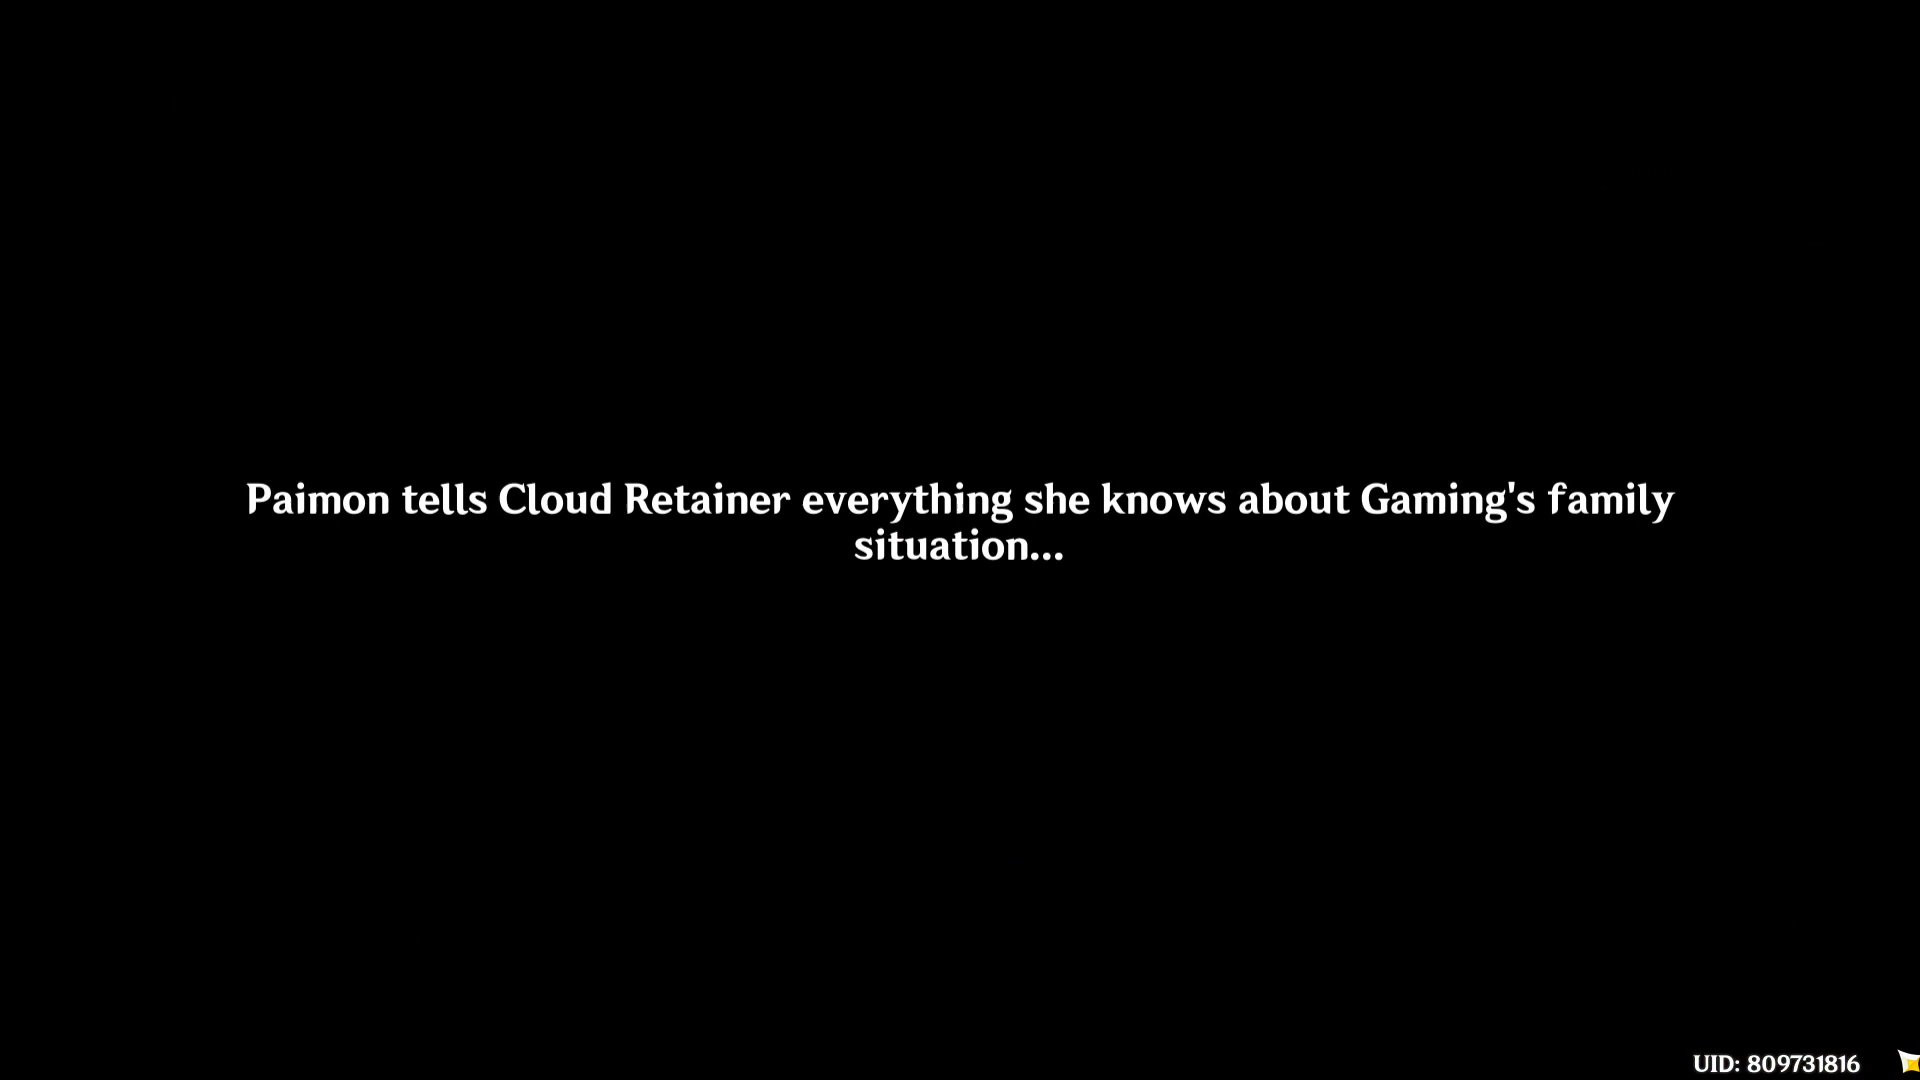 Paimon tells Cloud Retainer everything she knows about Gaming's family
situation...
UID: 809731816